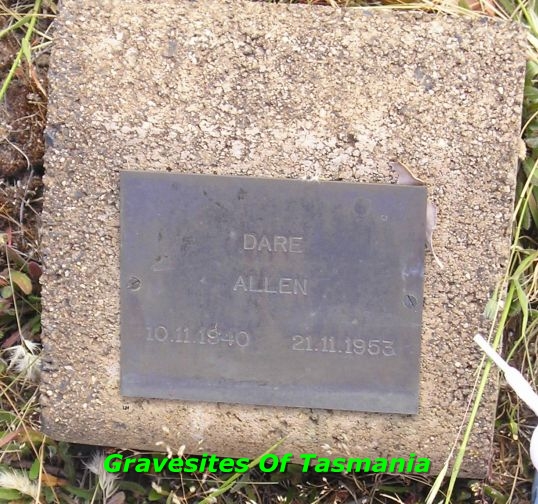 DARE
ALLEN
10.11.1940 21.11.1953
Gravesites Of Tasmania